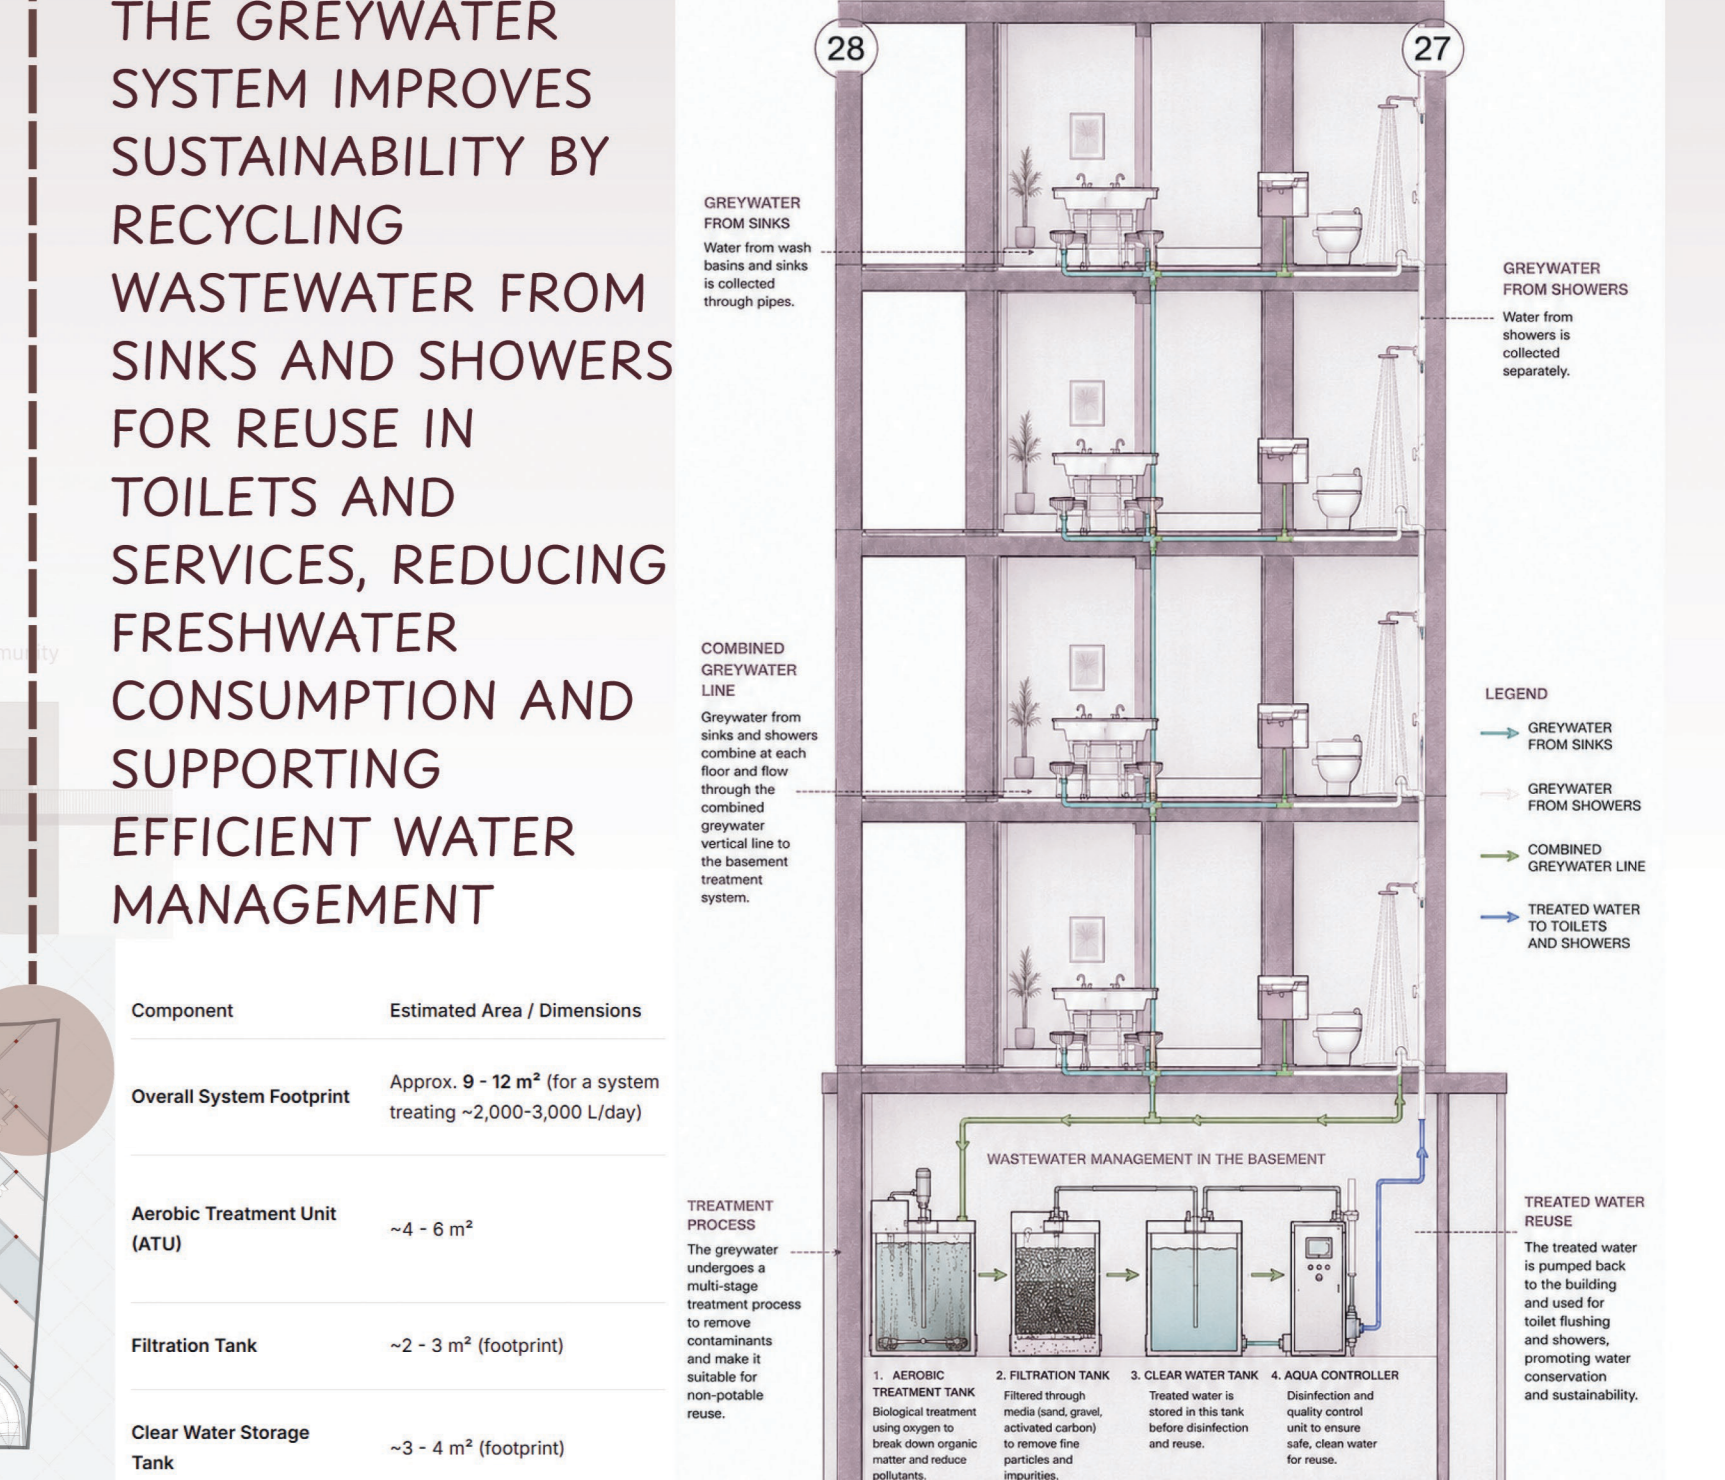 THE GREYWATER
SYSTEM IMPROVES
SUSTAINABILITY BY
RECYCLING
WASTEWATER FROM
SINKS AND SHOWERS
FOR REUSE IN
TOILETS AND
SERVICES, REDUCING
FRESHWATER
CONSUMPTION AND
SUPPORTING
EFFICIENT WATER
MANAGEMENT
Component
Estimated Area / Dimensions
Overall System Footprint
Approx. 9 - 12 m² (for a system
treating ~2,000-3,000 L/day)
Aerobic Treatment Unit
(ATU)
~4 - 6 m²
Filtration Tank
~2 - 3 m² (footprint)
Clear Water Storage
Tank
~3 - 4 m² (footprint)
28
27
GREYWATER
FROM SINKS
Water from wash
basins and sinks
is collected
through pipes.
GREYWATER
FROM SHOWERS
Water from
showers is
collected
separately.
COMBINED
GREYWATER
LINE
Greywater from
sinks and showers
combine at each
floor and flow
through the
combined
greywater
vertical line to
the basement
treatment
system.
LEGEND
GREYWATER
FROM SINKS
GREYWATER
FROM SHOWERS
COMBINED
GREYWATER LINE
TREATED WATER
TO TOILETS
AND SHOWERS
WASTEWATER MANAGEMENT IN THE BASEMENT
TREATMENT
PROCESS
The greywater
undergoes a
multi-stage
treatment process
to remove
contaminants
and make it
suitable for
non-potable
reuse.
TREATED WATER
REUSE
The treated water
is pumped back
to the building
and used for
toilet flushing
and showers,
promoting water
conservation
and sustainability.
1. AEROBIC
TREATMENT TANK
Biological treatment
using oxygen to
break down organic
matter and reduce
pollutants.
2. FILTRATION TANK
Filtered through
media (sand, gravel,
activated carbon)
to remove fine
particles and
impurities.
3. CLEAR WATER TANK
Treated water is
stored in this tank
before disinfection
and reuse.
4. AQUA CONTROLLER
Disinfection and
quality control
unit to ensure
safe, clean water
for reuse.